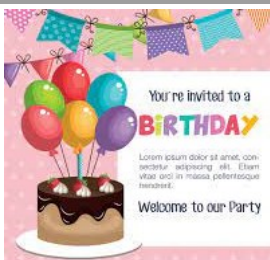 You're invited to a
BiRTHDAY
Lorem ipsum dolor sit amet, con-
sectetur adipiscing elit. Etiam
vitae orci in massa pellentesque
hendrerit.
Welcome to our Party